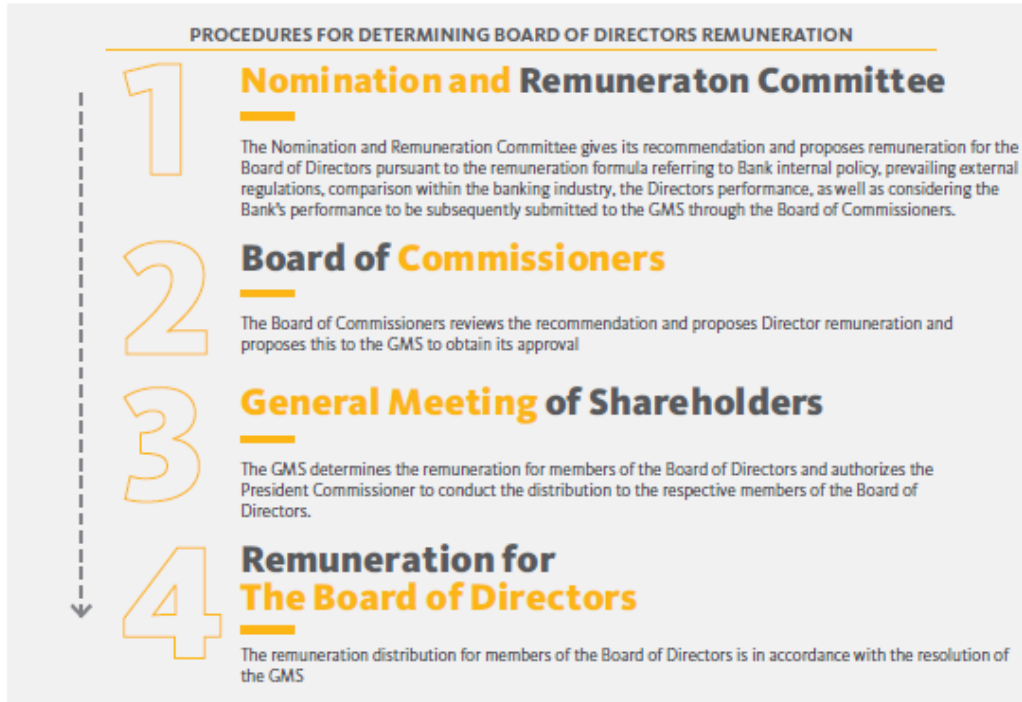 PROCEDURES FOR DETERMINING BOARD OF DIRECTORS REMUNERATION
1
Nomination and Remuneraton Committee
The Nomination and Remuneration Committee gives its recommendation and proposes remuneration for the
Board of Directors pursuant to the remuneration formula referring to Bank internal policy, prevailing external
regulations, comparison within the banking industry, the Directors performance, as well as considering the
Bank's performance to be subsequently submitted to the GMS through the Board of Commissioners.
2
Board of Commissioners
The Board of Commissioners reviews the recommendation and proposes Director remuneration and
proposes this to the GMS to obtain its approval
3
General Meeting of Shareholders
The GMS determines the remuneration for members of the Board of Directors and authorizes the
President Commissioner to conduct the distribution to the respective members of the Board of
Directors.
4
Remuneration for
The Board of Directors
The remuneration distribution for members of the Board of Directors is in accordance with the resolution of
the GMS